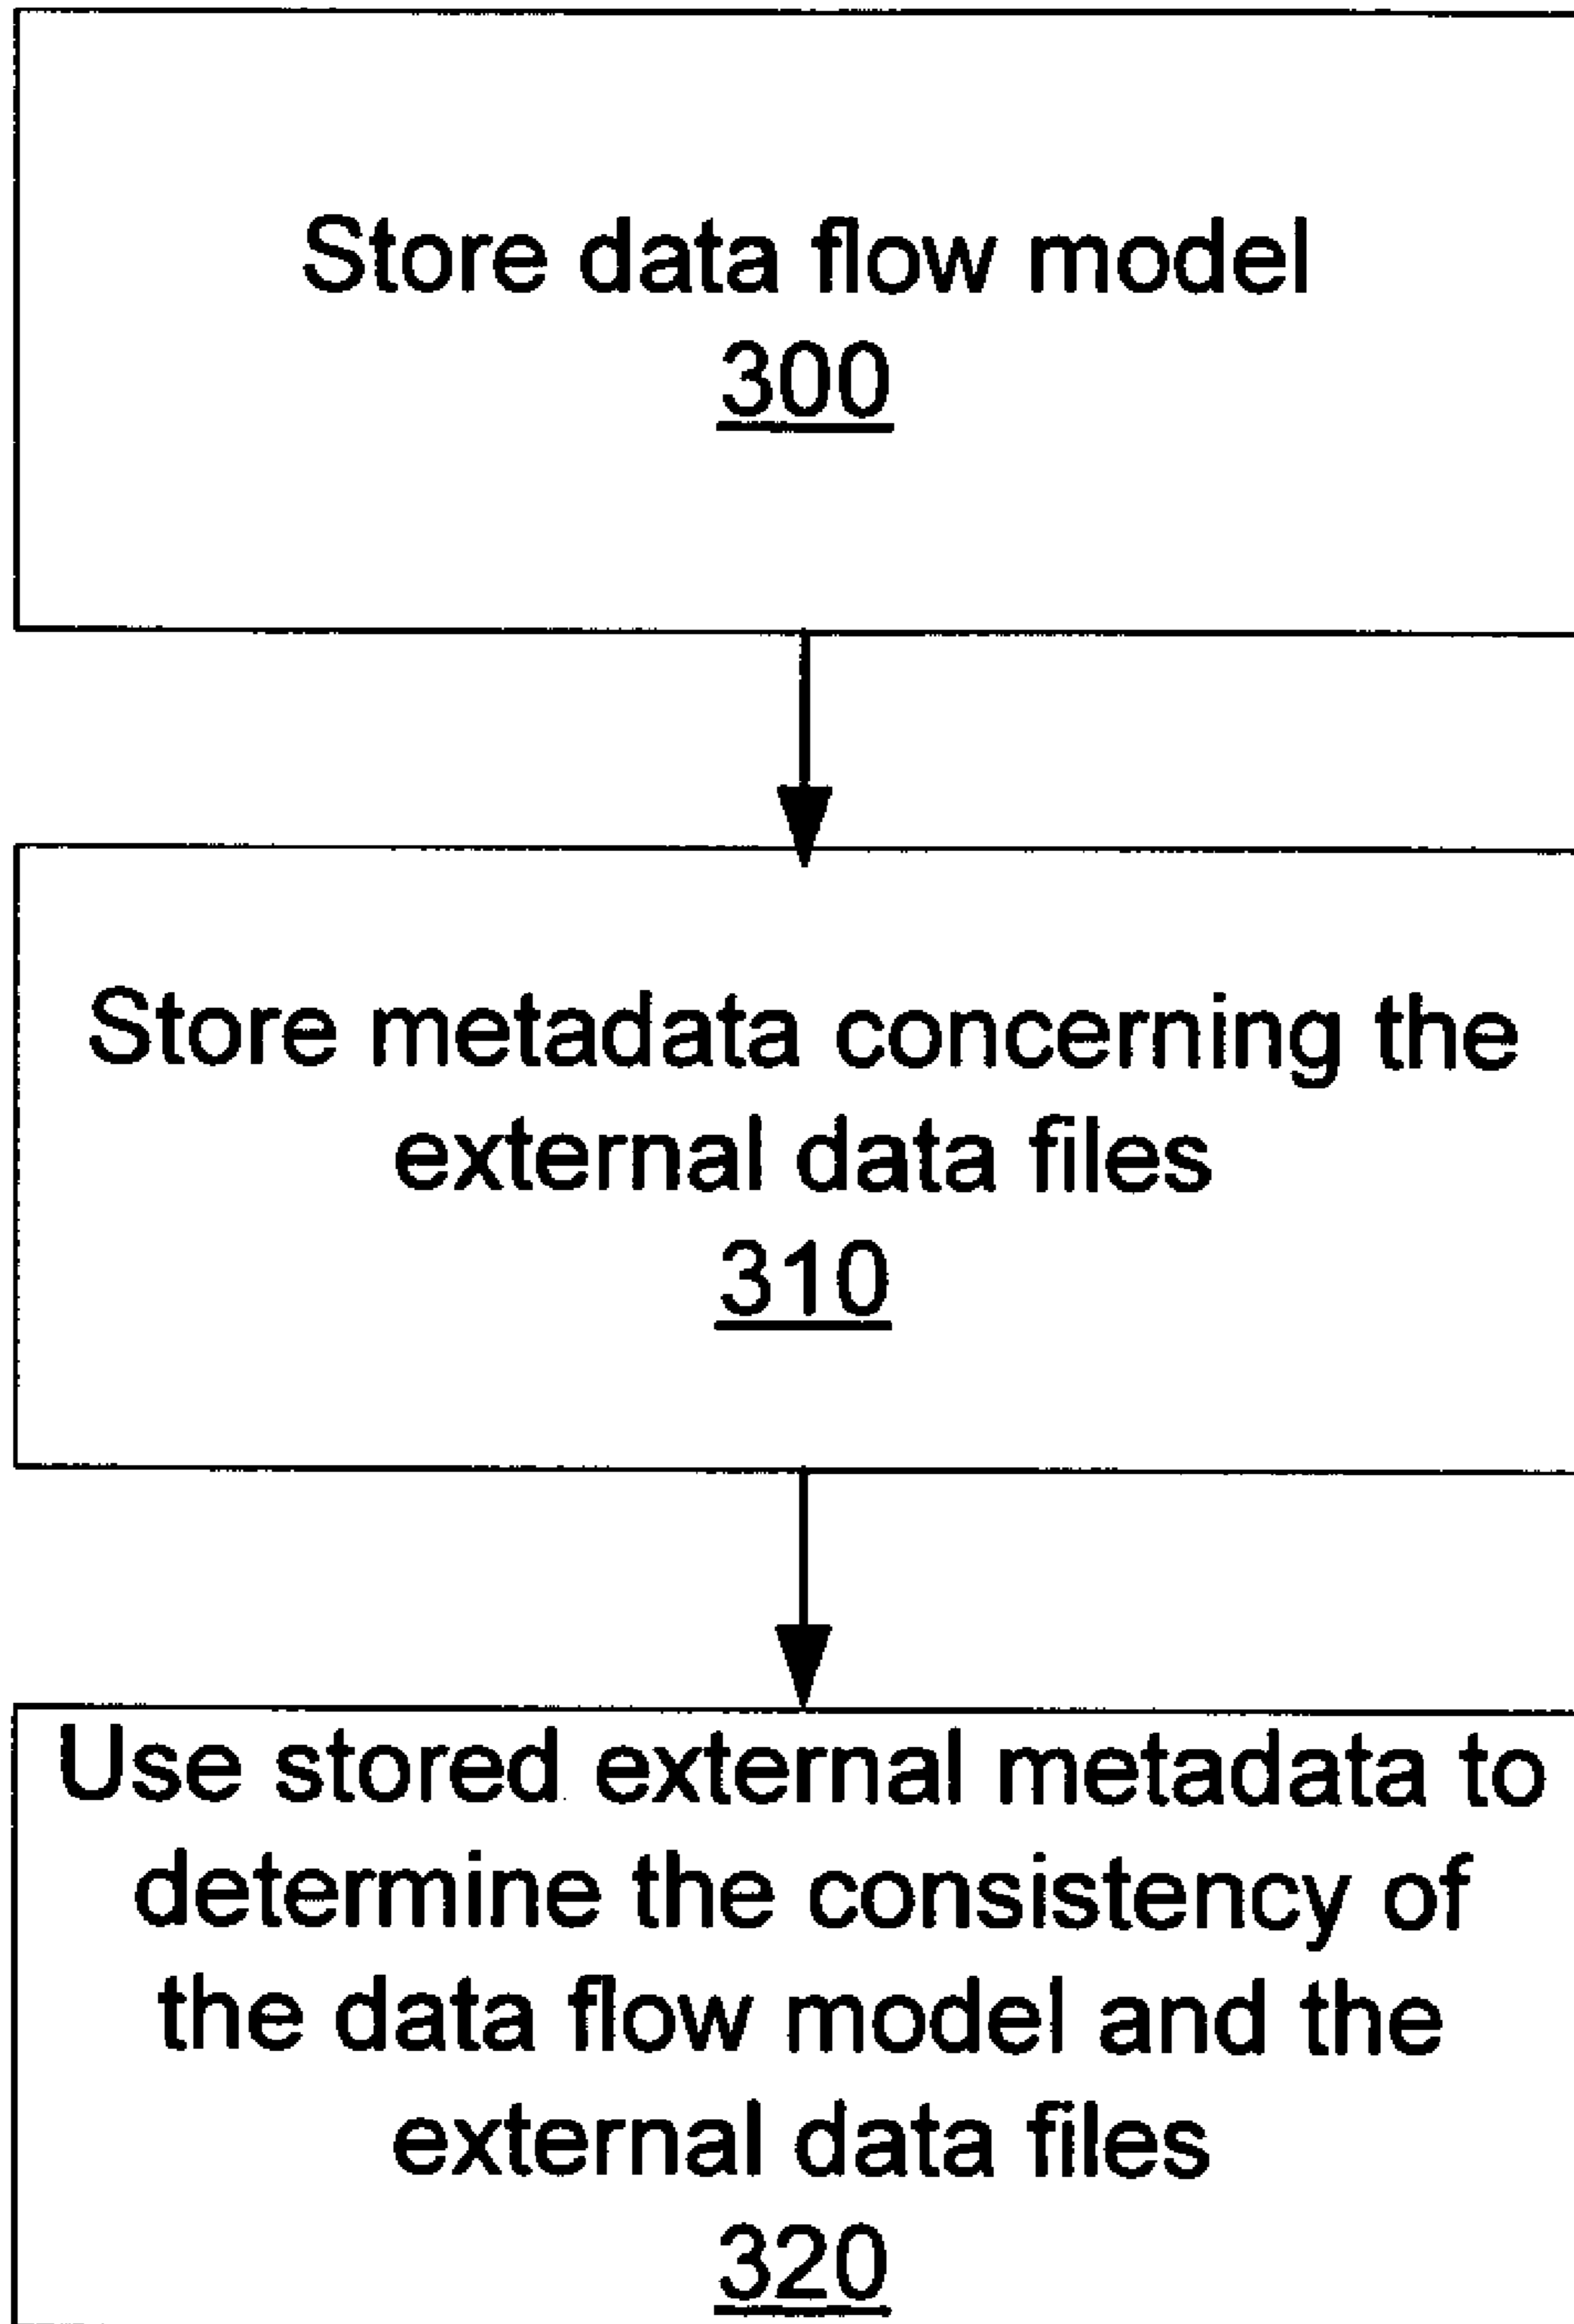 Store data flow model
300
Store metadata concerning the
external data files
310
Use stored external metadata to
determine the consistency of
the data flow model and the
external data files
320